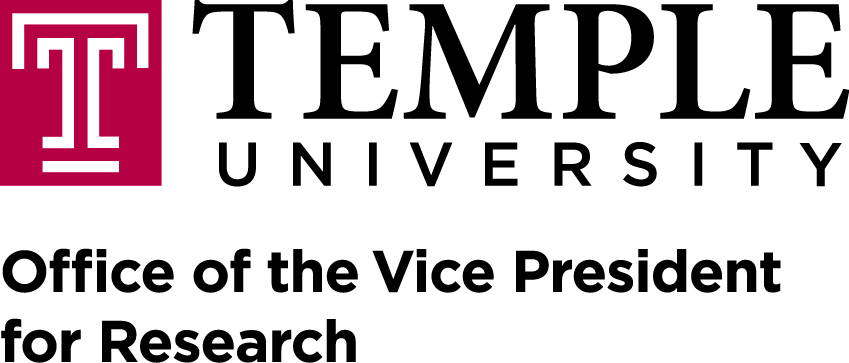 T TEMPLE
UNIVERSITY
Office of the Vice President
for Research